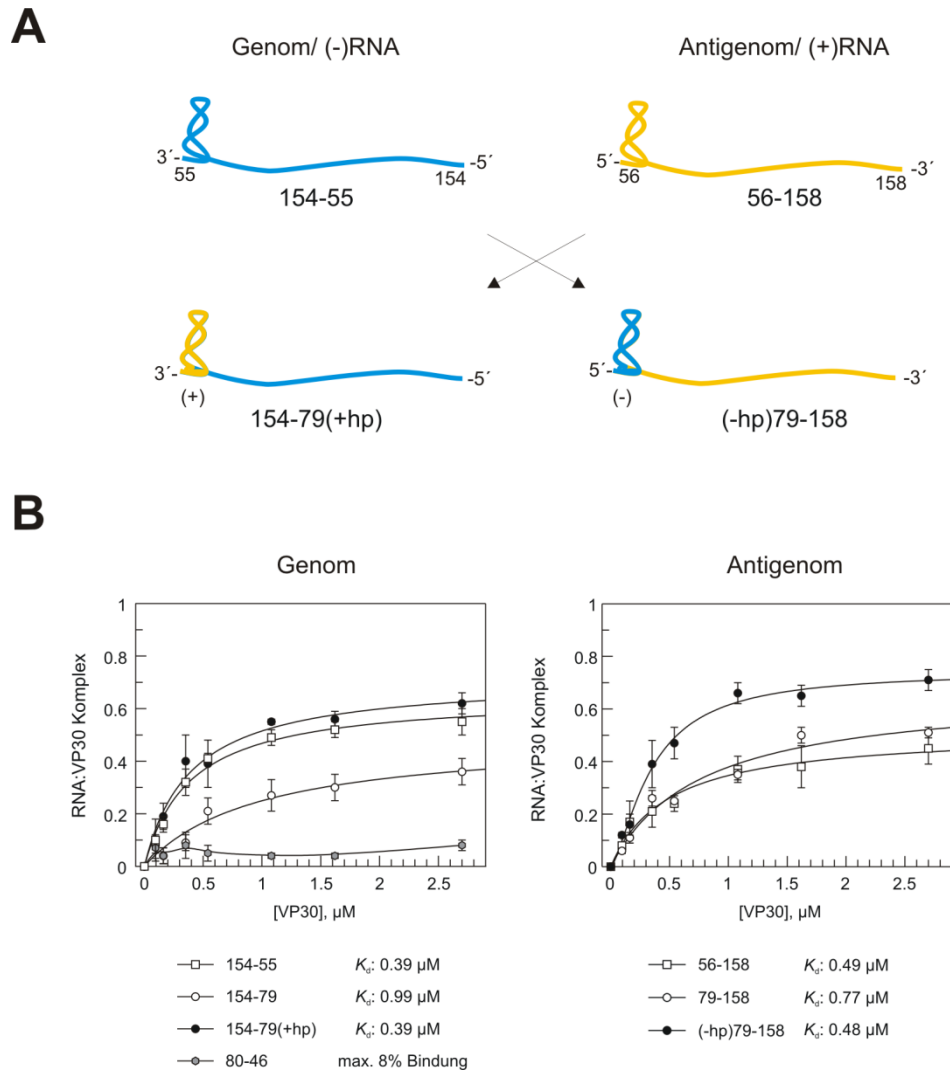 A
Genom/ (-)RNA
Antigenom/ (+)RNA
3´- 55 154 -5´
154-55
5´- 56 158 -3´
56-158
3´- (+) -5´
154-79(+hp)
5´- (-) -3´
(-hp)79-158
B
Genom
RNA:VP30 Komplex
1
0.8
0.6
0.4
0.2
0
0 0.5 1 1.5 2 2.5
[VP30], µM
154-55 Kd: 0.39 µM
154-79 Kd: 0.99 µM
154-79(+hp) Kd: 0.39 µM
80-46 max. 8% Bindung
Antigenom
RNA:VP30 Komplex
1
0.8
0.6
0.4
0.2
0
0 0.5 1 1.5 2 2.5
[VP30], µM
56-158 Kd: 0.49 µM
79-158 Kd: 0.77 µM
(-hp)79-158 Kd: 0.48 µM